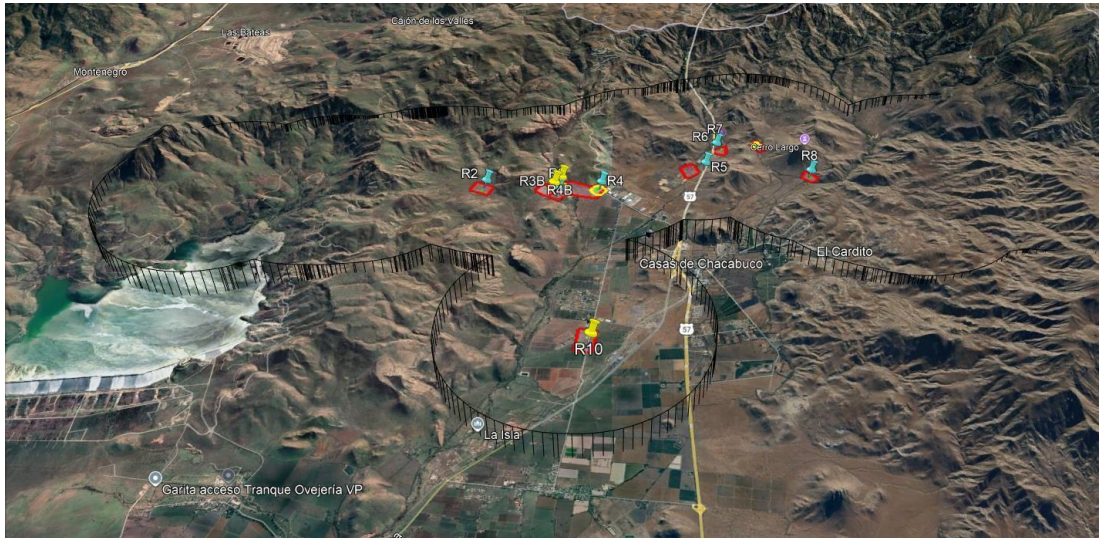 Cajón de los Valles
Las Bateas
Montenegro
R7
R6
Cerro Largo
R5
R8
R2
R3B
R4
R4B
57
El Cardito
Casas de Chacabuco
57
R10
La Isla
Garita acceso Tranque Ovejería VP